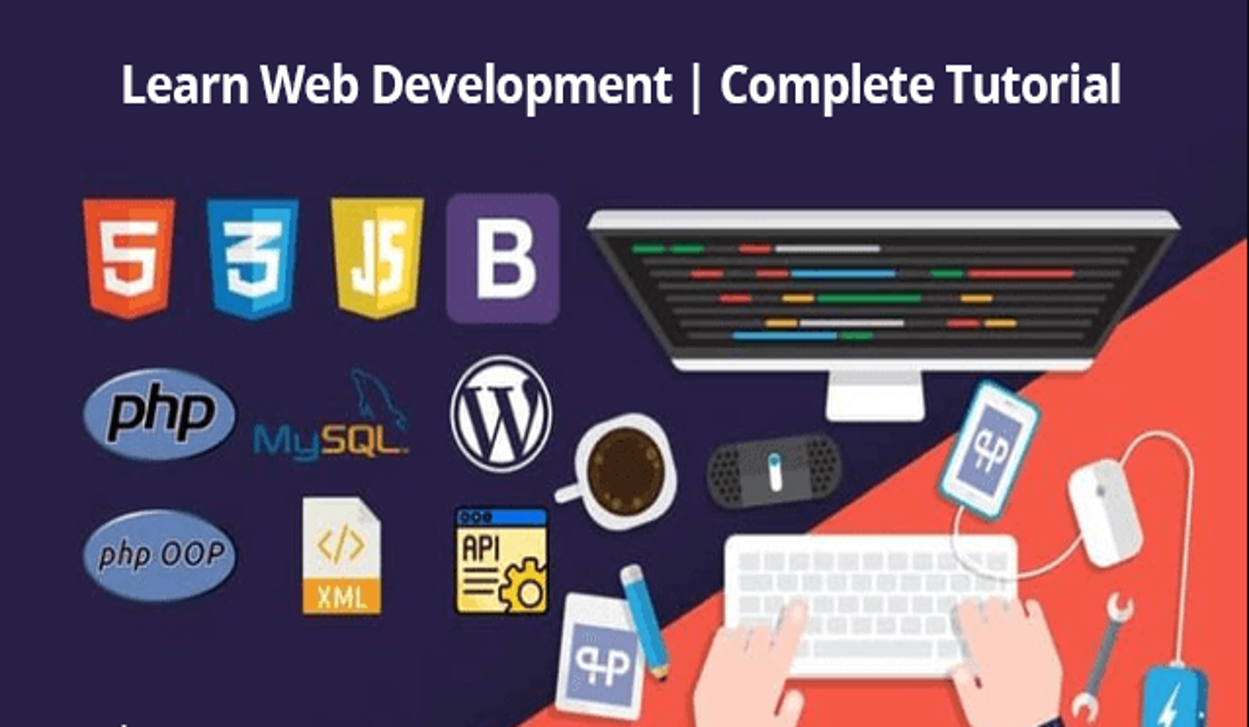 Learn Web Development | Complete Tutorial
5 3 JS B
php MySQL W
php OOP XML API